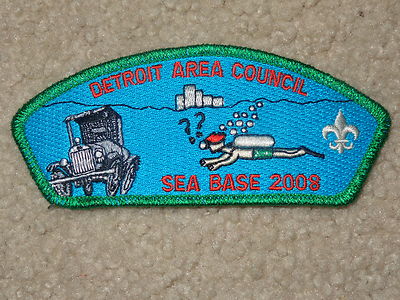 DETROIT AREA COUNCIL
??
SEA BASE 2008